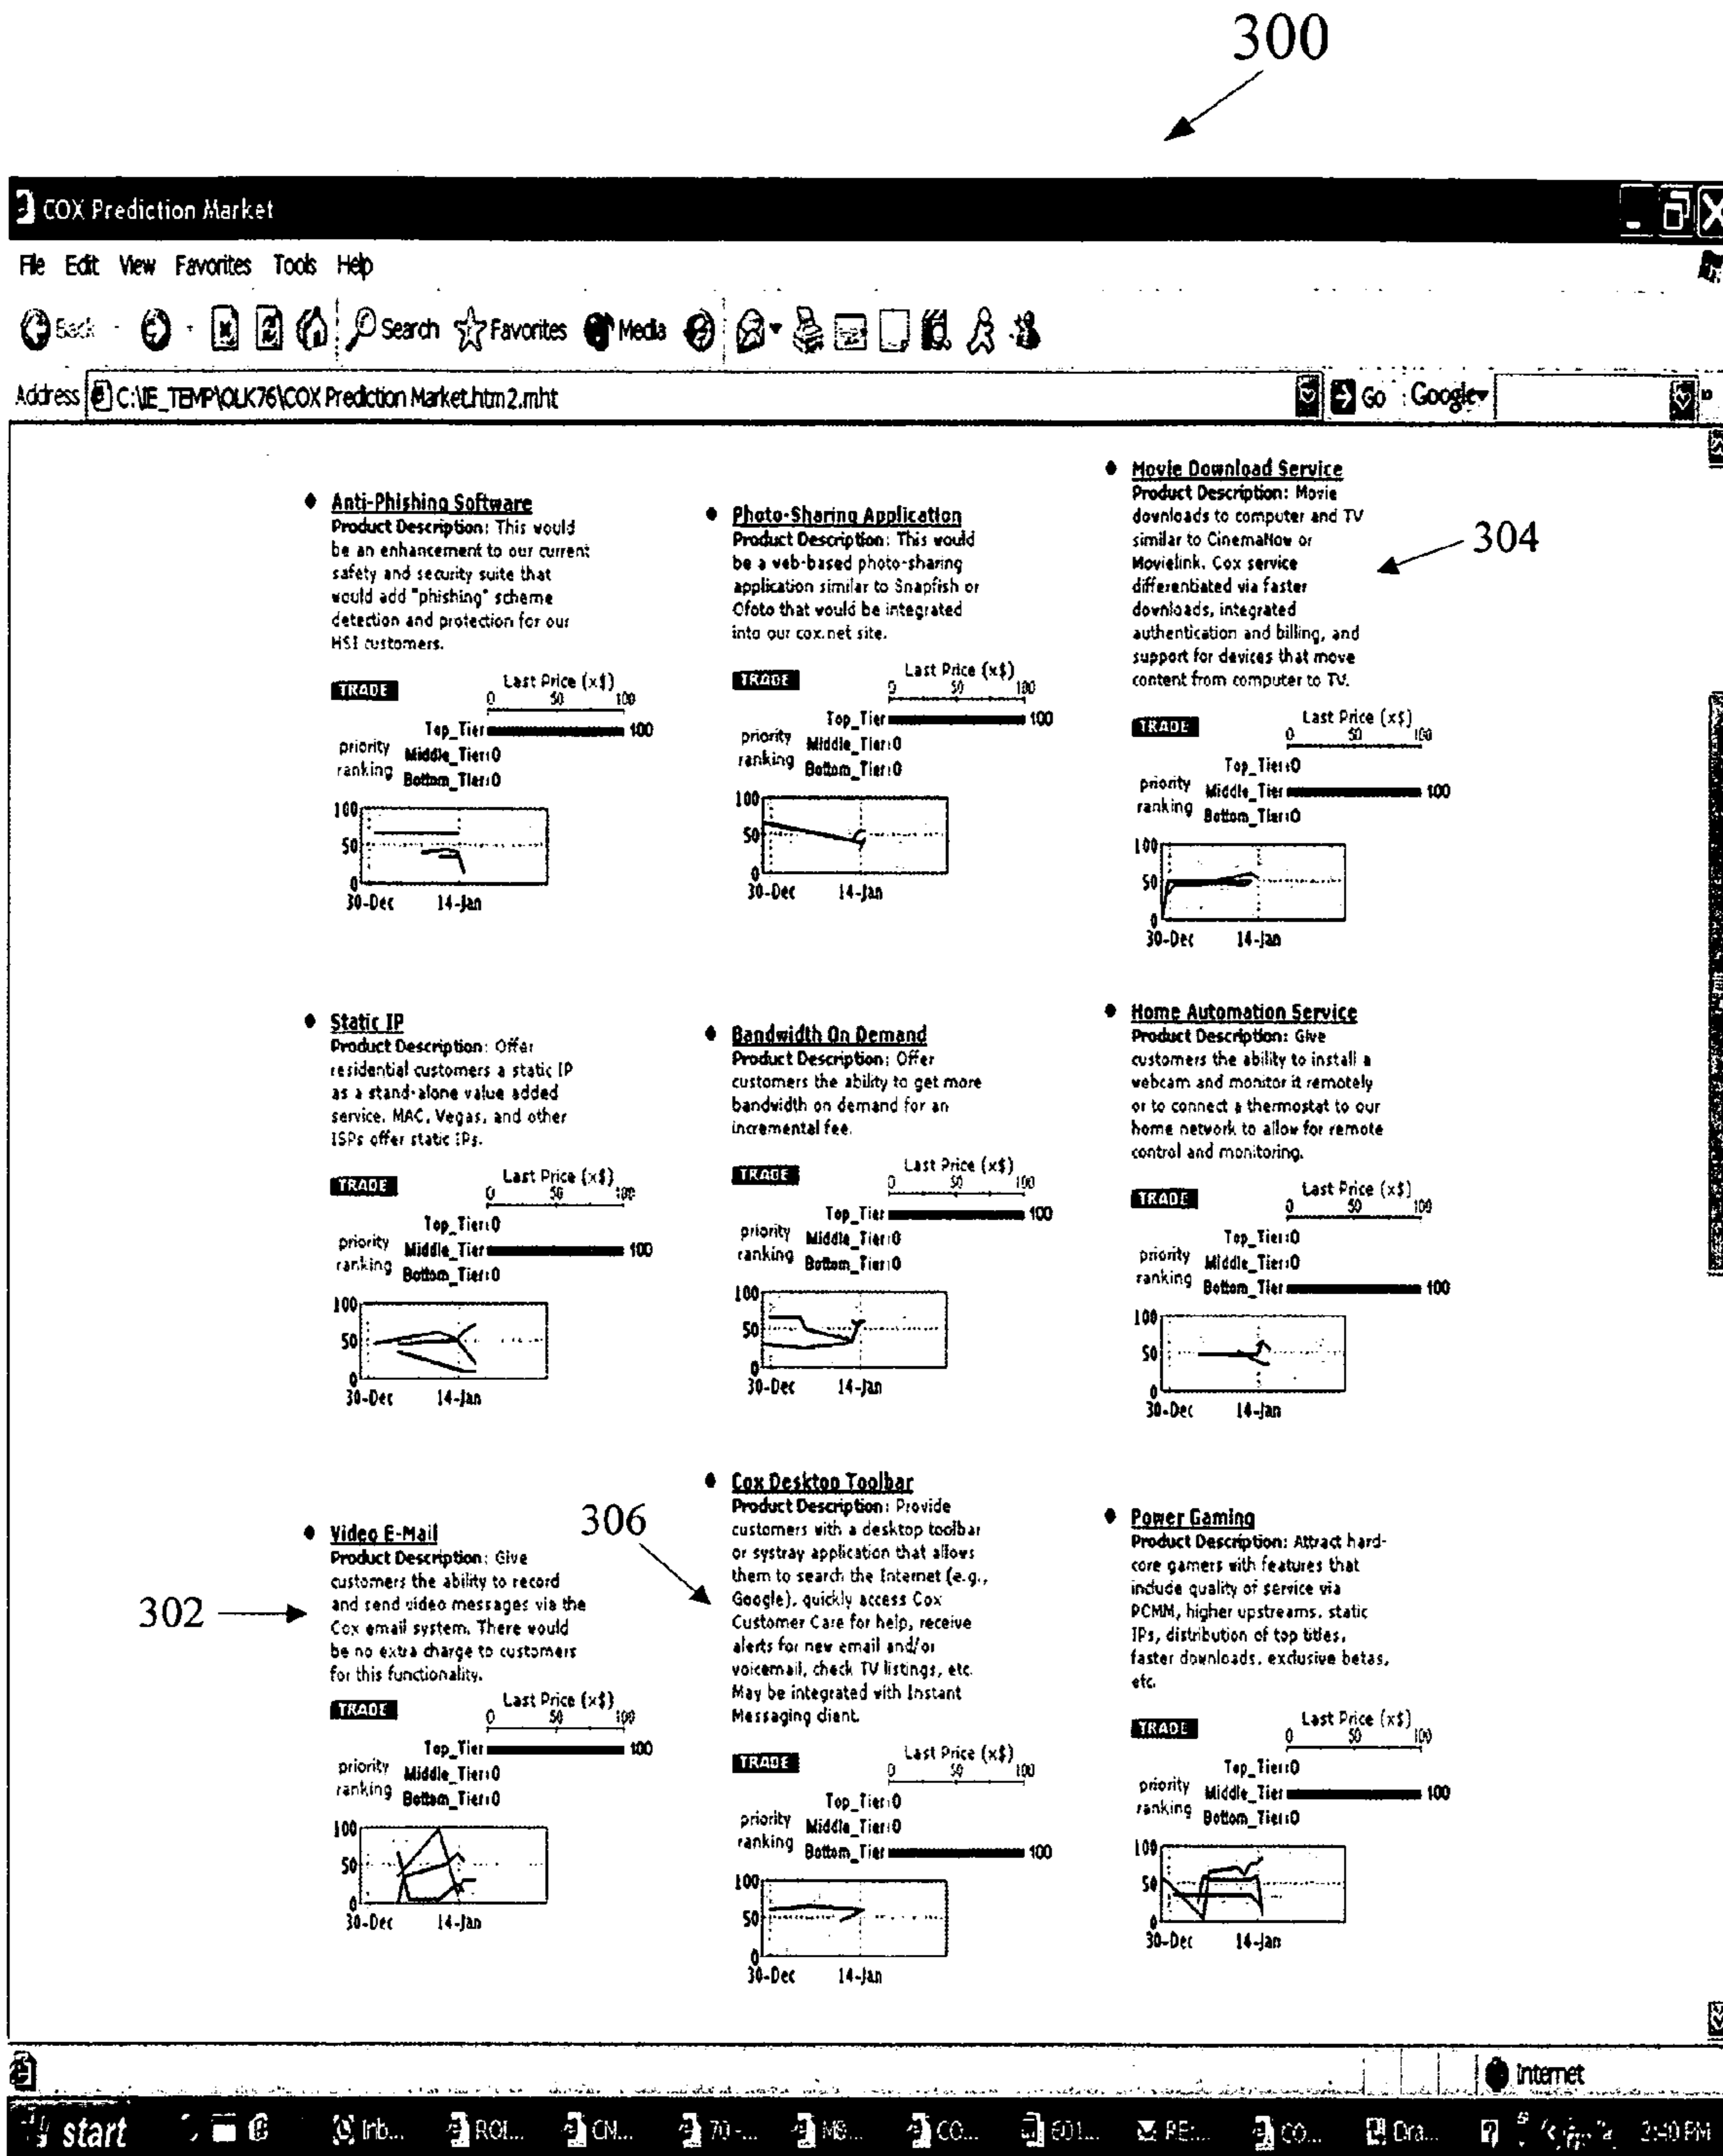 300
COX Prediction Market
File Edit View Favorites Tools Help
Back Search Favorites Media
Address C:\IE_TEMP\OLK76\COX Prediction Market.htm2.mht Go Google
Anti-Phishing Software
Product Description: This would
be an enhancement to our current
safety and security suite that
would add "phishing" scheme
detection and protection for our
HSI customers.
TRADE
Last Price (x$)
0 50 100
Top_Tier 100
priority
ranking
Middle_Tier:0
Bottom_Tier:0
100
50
0
30-Dec 14-Jan
Photo-Sharing Application
Product Description: This would
be a web-based photo-sharing
application similar to Snapfish or
Ofoto that would be integrated
into our cox.net site.
TRADE
Last Price (x$)
0 50 100
Top_Tier 100
priority
ranking
Middle_Tier:0
Bottom_Tier:0
100
50
0
30-Dec 14-Jan
Movie Download Service
Product Description: Movie
downloads to computer and TV
similar to CinemaNow or
Movielink. Cox service
differentiated via faster
downloads, integrated
authentication and billing, and
support for devices that move
content from computer to TV.
304
TRADE
Last Price (x$)
0 50 100
Top_Tier:0
priority
ranking
Middle_Tier 100
Bottom_Tier:0
100
50
0
30-Dec 14-Jan
Static IP
Product Description: Offer
residential customers a static IP
as a stand-alone value added
service. MAC, Vegas, and other
ISPs offer static IPs.
TRADE
Last Price (x$)
0 50 100
Top_Tier:0
priority
ranking
Middle_Tier 100
Bottom_Tier:0
100
50
0
30-Dec 14-Jan
Bandwidth On Demand
Product Description: Offer
customers the ability to get more
bandwidth on demand for an
incremental fee.
TRADE
Last Price (x$)
0 50 100
Top_Tier 100
priority
ranking
Middle_Tier:0
Bottom_Tier:0
100
50
0
30-Dec 14-Jan
Home Automation Service
Product Description: Give
customers the ability to install a
webcam and monitor it remotely
or to connect a thermostat to our
home network to allow for remote
control and monitoring.
TRADE
Last Price (x$)
0 50 100
Top_Tier:0
priority
ranking
Middle_Tier:0
Bottom_Tier 100
100
50
0
30-Dec 14-Jan
302
Video E-Mail
Product Description: Give
customers the ability to record
and send video messages via the
Cox email system. There would
be no extra charge to customers
for this functionality.
TRADE
Last Price (x$)
0 50 100
Top_Tier 100
priority
ranking
Middle_Tier:0
Bottom_Tier:0
100
50
0
30-Dec 14-Jan
306
Cox Desktop Toolbar
Product Description: Provide
customers with a desktop toolbar
or systray application that allows
them to search the Internet (e.g.,
Google), quickly access Cox
Customer Care for help, receive
alerts for new email and/or
voicemail, check TV listings, etc.
May be integrated with Instant
Messaging client.
TRADE
Last Price (x$)
0 50 100
Top_Tier:0
priority
ranking
Middle_Tier:0
Bottom_Tier 100
100
50
0
30-Dec 14-Jan
Power Gaming
Product Description: Attract hard-
core gamers with features that
include quality of service via
PCMM, higher upstreams, static
IPs, distribution of top titles,
faster downloads, exclusive betas,
etc.
TRADE
Last Price (x$)
0 50 100
Top_Tier:0
priority
ranking
Middle_Tier 100
Bottom_Tier:0
100
50
0
30-Dec 14-Jan
Internet
start Inb... ROI... CN... 70 -... MB... CO... 601... RE:... CO... Dra... 2:40 PM